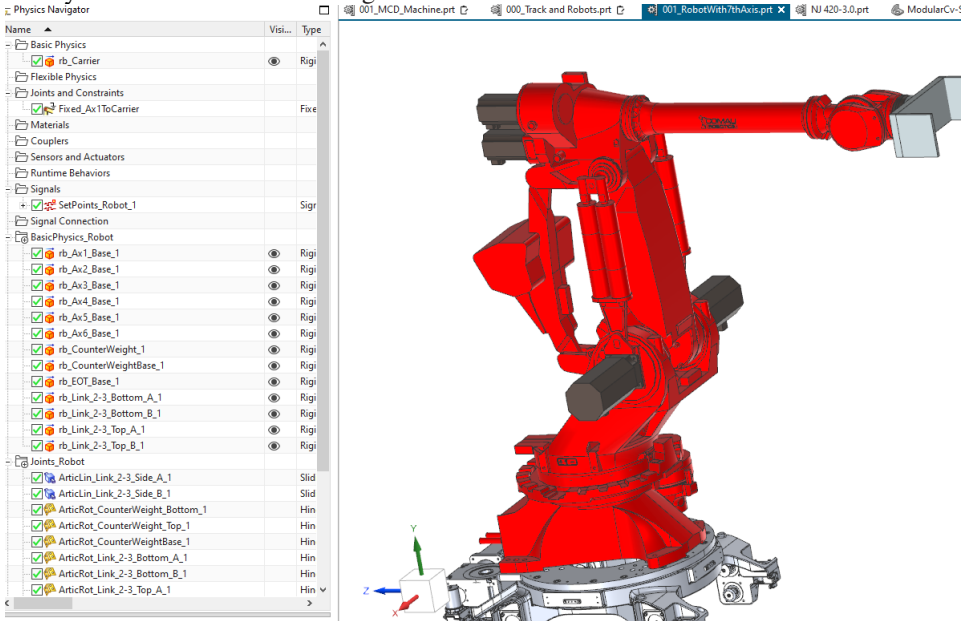 Physics Navigator
001_MCD_Machine.prt
000_Track and Robots.prt
001_RobotWith7thAxis.prt
NJ 420-3.0.prt
Name Visi... Type
Basic Physics
rb_Carrier Rigi
Flexible Physics
Joints and Constraints
Fixed_Ax1ToCarrier Fixe
Materials
Couplers
Sensors and Actuators
Runtime Behaviors
Signals
SetPoints_Robot_1 Sigr
Signal Connection
BasicPhysics_Robot
rb_Ax1_Base_1 Rigi
rb_Ax2_Base_1 Rigi
rb_Ax3_Base_1 Rigi
rb_Ax4_Base_1 Rigi
rb_Ax5_Base_1 Rigi
rb_Ax6_Base_1 Rigi
rb_CounterWeight_1 Rigi
rb_CounterWeightBase_1 Rigi
rb_EOT_Base_1 Rigi
rb_Link_2-3_Bottom_A_1 Rigi
rb_Link_2-3_Bottom_B_1 Rigi
rb_Link_2-3_Top_A_1 Rigi
rb_Link_2-3_Top_B_1 Rigi
Joints_Robot
ArticLin_Link_2-3_Side_A_1 Slid
ArticLin_Link_2-3_Side_B_1 Slid
ArticRot_CounterWeight_Bottom_1 Hin
ArticRot_CounterWeight_Top_1 Hin
ArticRot_CounterWeightBase_1 Hin
ArticRot_Link_2-3_Bottom_A_1 Hin
ArticRot_Link_2-3_Bottom_B_1 Hin
ArticRot_Link_2-3_Top_A_1 Hin
COMAU
Y
Z
X